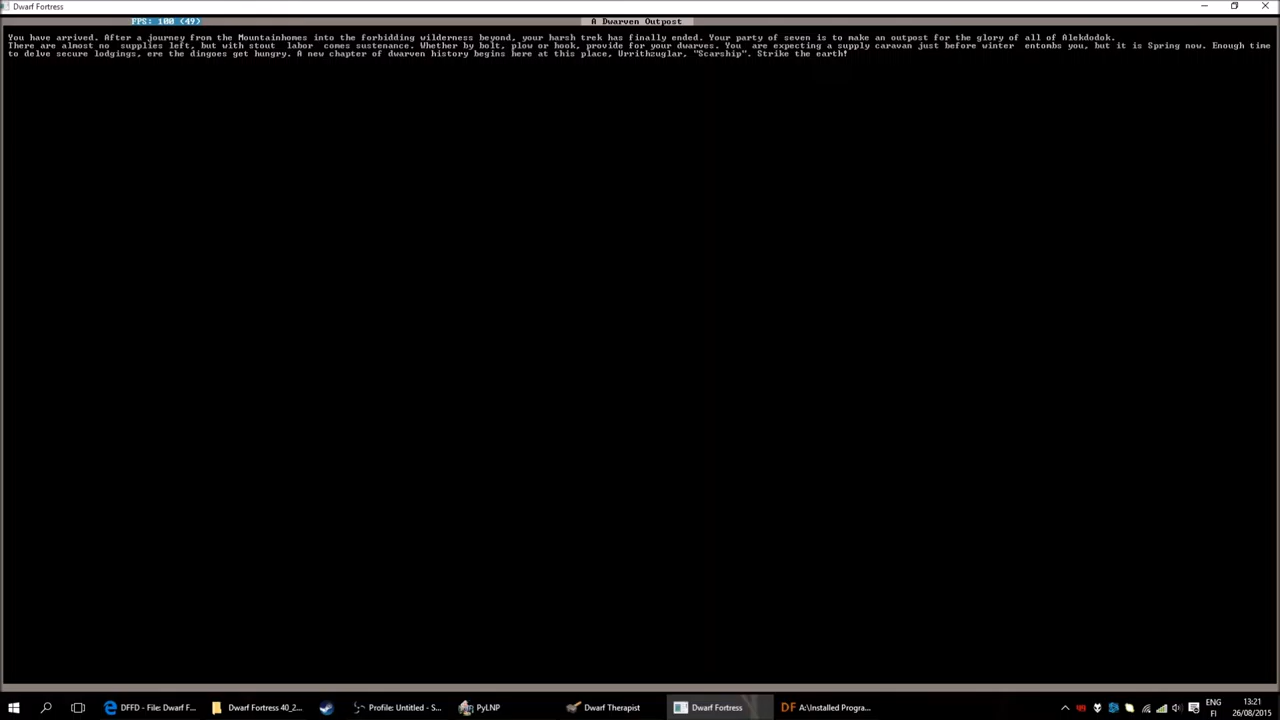 Dwarf Fortress
FPS: 100 (49)
A Dwarven Outpost
You have arrived. After a journey from the Mountainhomes into the forbidding wilderness beyond, your harsh trek has finally ended. Your party of seven is to make an outpost for the glory of all of Alekdodok.
There are almost no supplies left, but with stout labor comes sustenance. Whether by bolt, plow or hook, provide for your dwarves. You are expecting a supply caravan just before winter entombs you, but it is Spring now. Enough time
to delve secure lodgings, ere the dingoes get hungry. A new chapter of dwarven history begins here at this place, Urrithzuglar, "Scarship". Strike the earth!
DFFD - File: Dwarf F...
Dwarf Fortress 40_2...
Profile: Untitled - S...
PyLNP
Dwarf Therapist
Dwarf Fortress
DF A:\Installed Progra...
ENG
FI
13:21
26/08/2015